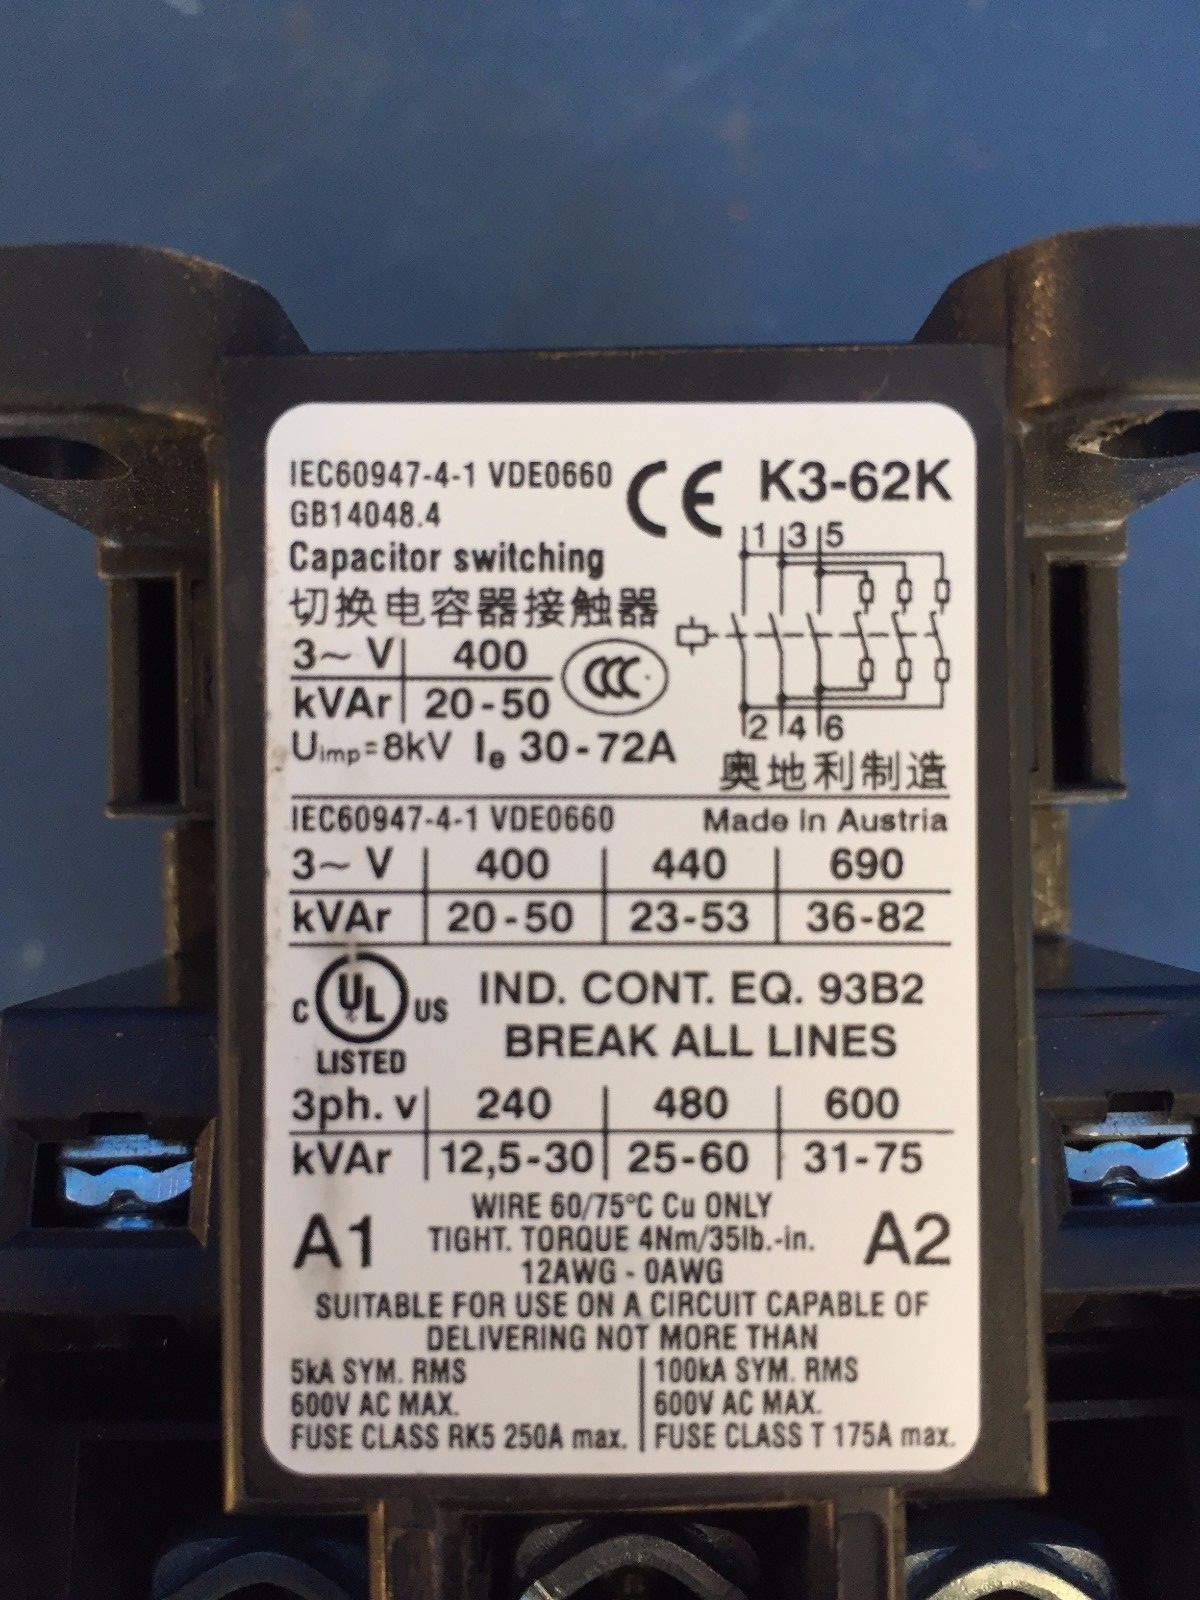 IEC60947-4-1 VDE0660
GB14048.4
CE
K3-62K
Capacitor switching
切换电容器接触器
1 3 5
3~ V 400
kVAr 20-50
CCC
Uimp=8kV Ie 30-72A
2 4 6
奥地利制造
IEC60947-4-1 VDE0660 Made in Austria
3~ V 400 440 690
kVAr 20-50 23-53 36-82
C UL US
LISTED
IND. CONT. EQ. 93B2
BREAK ALL LINES
3ph. v 240 480 600
kVAr 12,5-30 25-60 31-75
WIRE 60/75°C Cu ONLY
A1 TIGHT. TORQUE 4Nm/35lb.-in. A2
12AWG - 0AWG
SUITABLE FOR USE ON A CIRCUIT CAPABLE OF
DELIVERING NOT MORE THAN
5kA SYM. RMS
600V AC MAX.
FUSE CLASS RK5 250A max.
100kA SYM. RMS
600V AC MAX.
FUSE CLASS T 175A max.